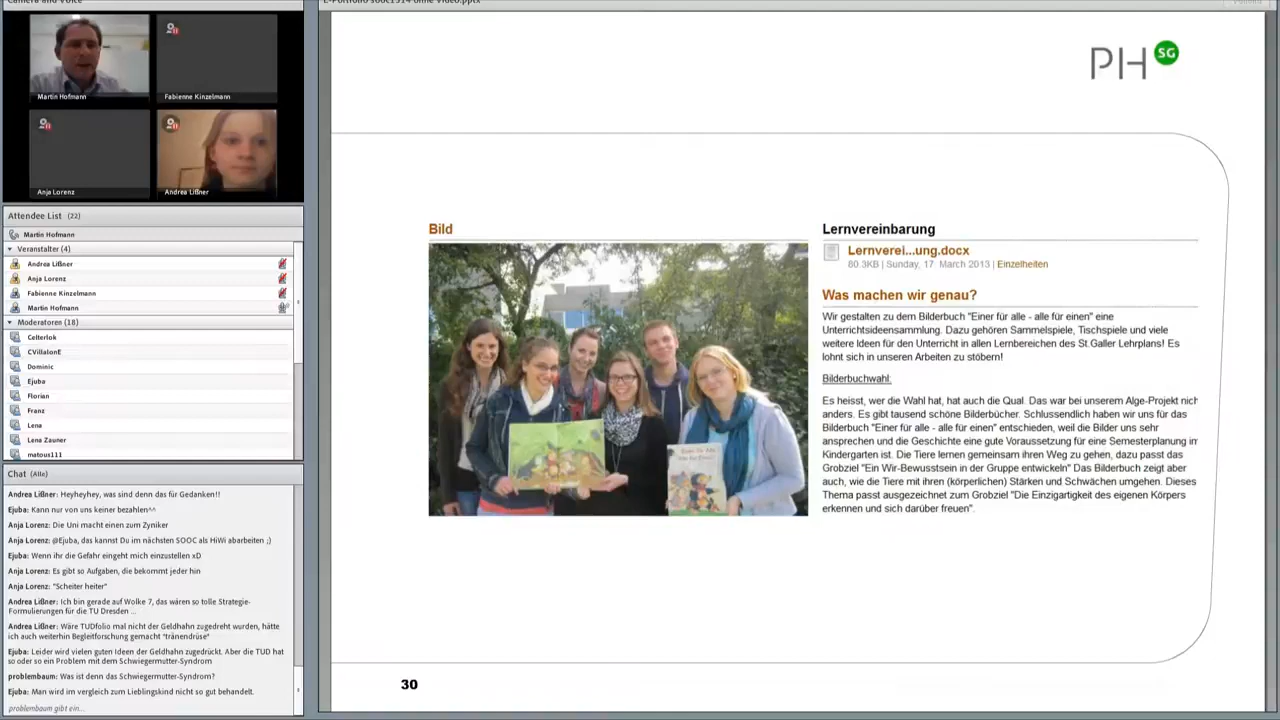 Camera and Voice
Martin Hofmann
Fabienne Kinzelmann
Anja Lorenz
Andrea Lißner
Attendee List (22)
Martin Hofmann
Veranstalter (4)
Andrea Lißner
Anja Lorenz
Fabienne Kinzelmann
Martin Hofmann
Moderatoren (18)
Celterlok
CVillalonE
Dominic
Ejuba
Florian
Franz
Lena
Lena Zauner
matous111
Chat (Alle)
Andrea Lißner: Heyheyhey, was sind denn das für Gedanken!!
Ejuba: Kann nur von uns keiner bezahlen^^
Anja Lorenz: Die Uni macht einen zum Zyniker
Anja Lorenz: @Ejuba, das kannst Du im nächsten SOOC als HiWi abarbeiten ;)
Ejuba: Wenn ihr die Gefahr eingeht mich einzustellen xD
Anja Lorenz: Es gibt so Aufgaben, die bekommt jeder hin
Anja Lorenz: "Scheiter heiter"
Andrea Lißner: Ich bin gerade auf Wolke 7, das wären so tolle Strategie-
Formulierungen für die TU Dresden ...
Andrea Lißner: Wäre TUDfolio mal nicht der Geldhahn zugedreht wurden, hätte
ich auch weiterhin Begleitforschung gemacht *tränendrüse*
Ejuba: Leider wird vielen guten Ideen der Geldhahn zugedrückt. Aber die TUD hat
so oder so ein Problem mit dem Schwiegermutter-Syndrom
problembaum: Was ist denn das Schwiegermutter-Syndrom?
Ejuba: Man wird im vergleich zum Lieblingskind nicht so gut behandelt.
problembaum gibt ein...
PH SG
Bild
Lernvereinbarung
Lernverei...ung.docx
80.3KB | Sunday, 17. March 2013 | Einzelheiten
Was machen wir genau?
Wir gestalten zu dem Bilderbuch "Einer für alle - alle für einen" eine
Unterrichtsideensammlung. Dazu gehören Sammelspiele, Tischspiele und viele
weitere Ideen für den Unterricht in allen Lernbereichen des St.Galler Lehrplans! Es
lohnt sich in unseren Arbeiten zu stöbern!
Bilderbuchwahl:
Es heisst, wer die Wahl hat, hat auch die Qual. Das war bei unserem Alge-Projekt nich
anders. Es gibt tausend schöne Bilderbücher. Schlussendlich haben wir uns für das
Bilderbuch "Einer für alle - alle für einen" entschieden, weil die Bilder uns sehr
ansprechen und die Geschichte eine gute Voraussetzung für eine Semesterplanung im
Kindergarten ist. Die Tiere lernen gemeinsam ihren Weg zu gehen, dazu passt das
Grobziel "Ein Wir-Bewusstsein in der Gruppe entwickeln" Das Bilderbuch zeigt aber
auch, wie die Tiere mit ihren (körperlichen) Stärken und Schwächen umgehen. Dieses
Thema passt ausgezeichnet zum Grobziel "Die Einzigartigkeit des eigenen Körpers
erkennen und sich darüber freuen".
30